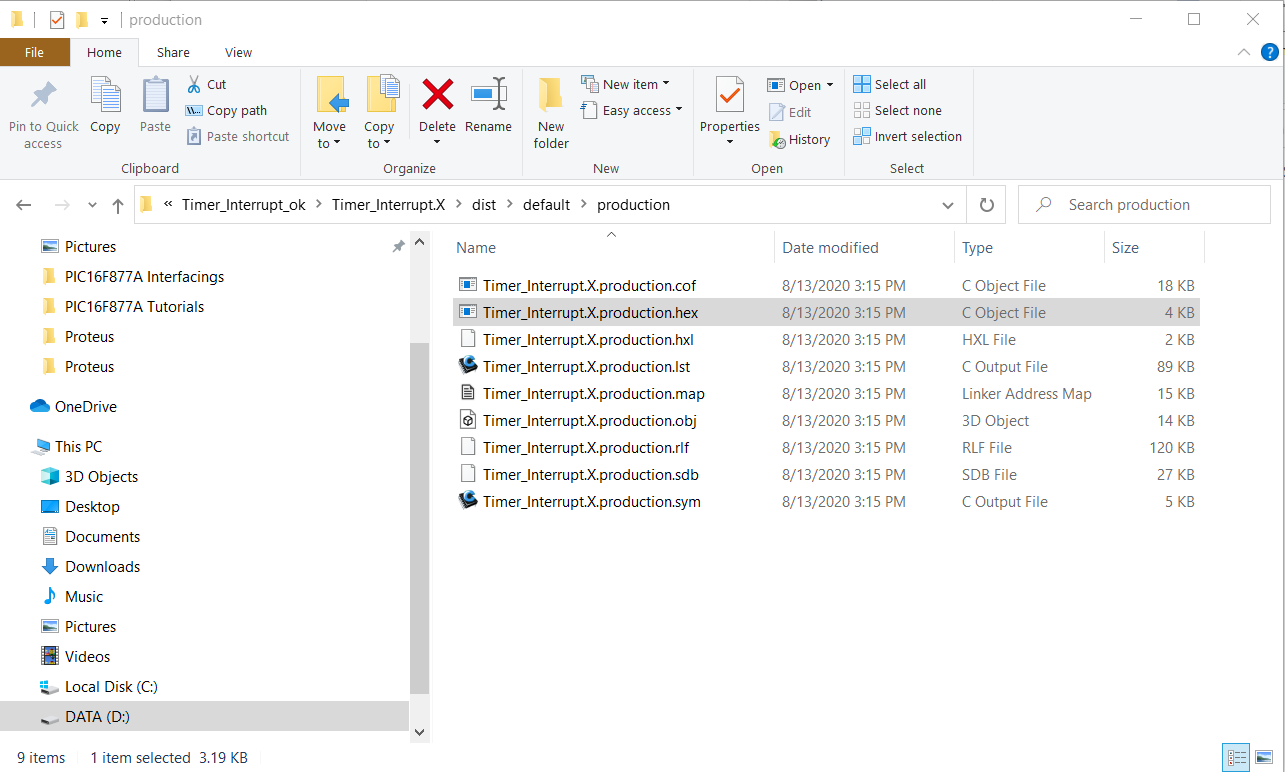 production
File Home Share View
Pin to Quick access
Copy
Paste
Cut
Copy path
Paste shortcut
Clipboard
Move to
Copy to
Delete
Rename
Organize
New folder
New item
Easy access
New
Properties
Open
Edit
History
Open
Select all
Select none
Invert selection
Select
« Timer_Interrupt_ok > Timer_Interrupt.X > dist > default > production
Search production
Pictures
PIC16F877A Interfacings
PIC16F877A Tutorials
Proteus
Proteus
OneDrive
This PC
3D Objects
Desktop
Documents
Downloads
Music
Pictures
Videos
Local Disk (C:)
DATA (D:)
Name Date modified Type Size
Timer_Interrupt.X.production.cof 8/13/2020 3:15 PM C Object File 18 KB
Timer_Interrupt.X.production.hex 8/13/2020 3:15 PM C Object File 4 KB
Timer_Interrupt.X.production.hxl 8/13/2020 3:15 PM HXL File 2 KB
Timer_Interrupt.X.production.lst 8/13/2020 3:15 PM C Output File 89 KB
Timer_Interrupt.X.production.map 8/13/2020 3:15 PM Linker Address Map 15 KB
Timer_Interrupt.X.production.obj 8/13/2020 3:15 PM 3D Object 14 KB
Timer_Interrupt.X.production.rlf 8/13/2020 3:15 PM RLF File 120 KB
Timer_Interrupt.X.production.sdb 8/13/2020 3:15 PM SDB File 27 KB
Timer_Interrupt.X.production.sym 8/13/2020 3:15 PM C Output File 5 KB
9 items 1 item selected 3.19 KB